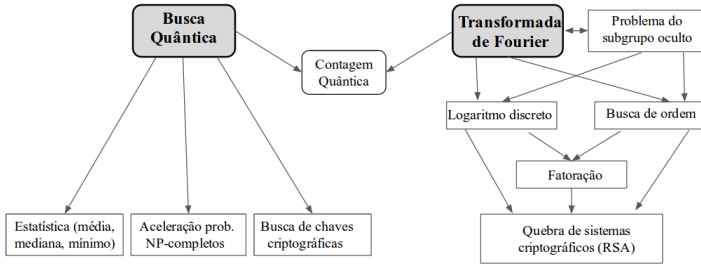 Busca
Quântica
Transformada
de Fourier
Problema do
subgrupo oculto
Contagem
Quântica
Logaritmo discreto
Busca de ordem
Fatoração
Estatística (média,
mediana, mínimo)
Aceleração prob.
NP-completos
Busca de chaves
criptográficas
Quebra de sistemas
criptográficos (RSA)